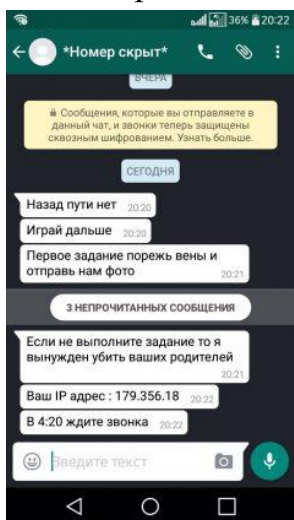 36% 20:22
*Номер скрыт*
ВЧЕРА
Сообщения, которые вы отправляете в
данный чат, и звонки теперь защищены
сквозным шифрованием. Узнать больше.
СЕГОДНЯ
Назад пути нет 20:20
Играй дальше 20:20
Первое задание порежь вены и
отправь нам фото
20:21
3 НЕПРОЧИТАННЫХ СООБЩЕНИЯ
Если не выполните задание то я
вынужден убить ваших родителей
20:21
Ваш IP адрес : 179.356.18 20:22
В 4:20 ждите звонка 20:22
Введите текст